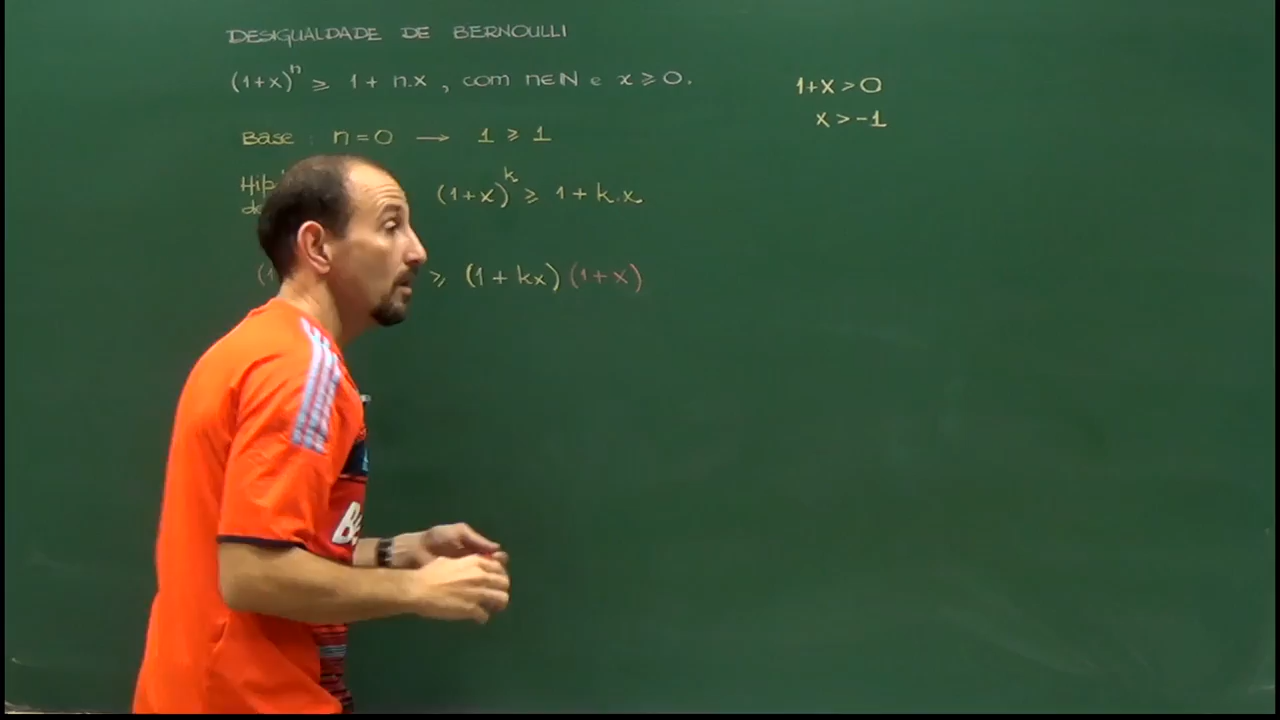 DESIGUALDADE DE BERNOULLI
(1+x)^n ≥ 1 + n.x , com n∈ℕ e x ≥ 0.
Base : n = 0 → 1 ≥ 1
(1+x)^k ≥ 1 + k.x
≥ (1+kx)(1+x)
1+x > 0
x > -1